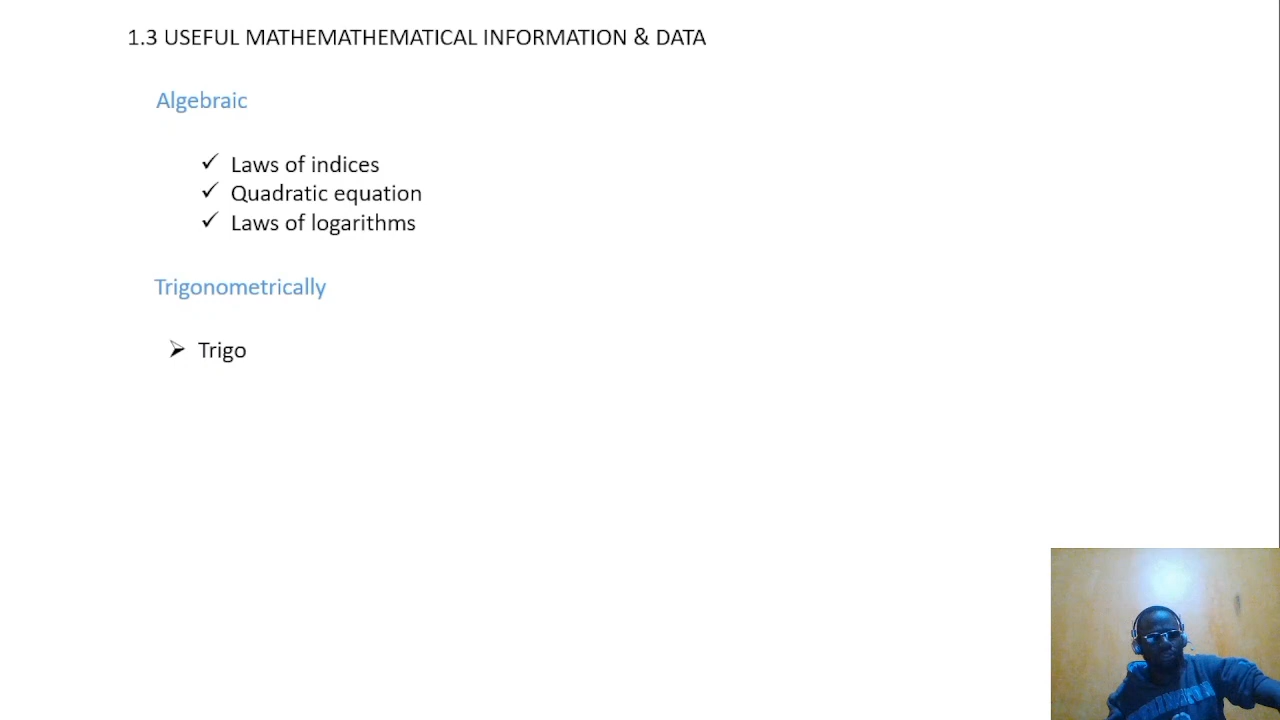 1.3 USEFUL MATHEMATHEMATICAL INFORMATION & DATA
Algebraic
Laws of indices
Quadratic equation
Laws of logarithms
Trigonometrically
Trigo